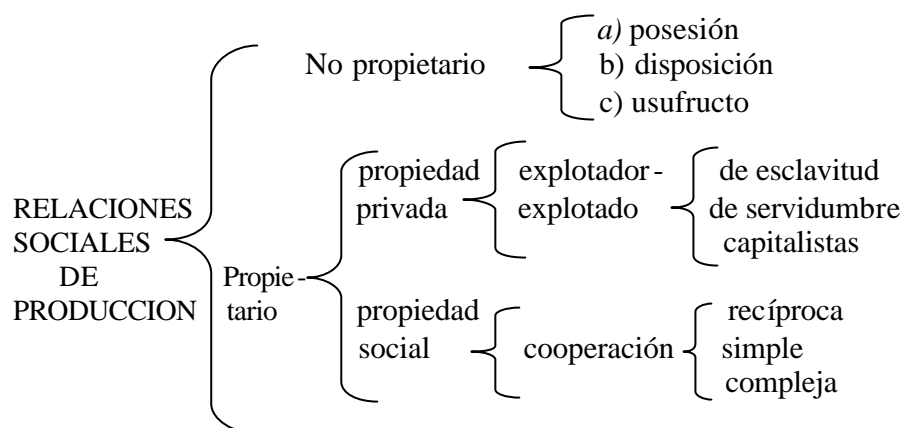 No propietario
a) posesión
b) disposición
c) usufructo
RELACIONES
SOCIALES
DE
PRODUCCION
Propie-
tario
propiedad
privada
explotador-
explotado
de esclavitud
de servidumbre
capitalistas
propiedad
social
cooperación
recíproca
simple
compleja